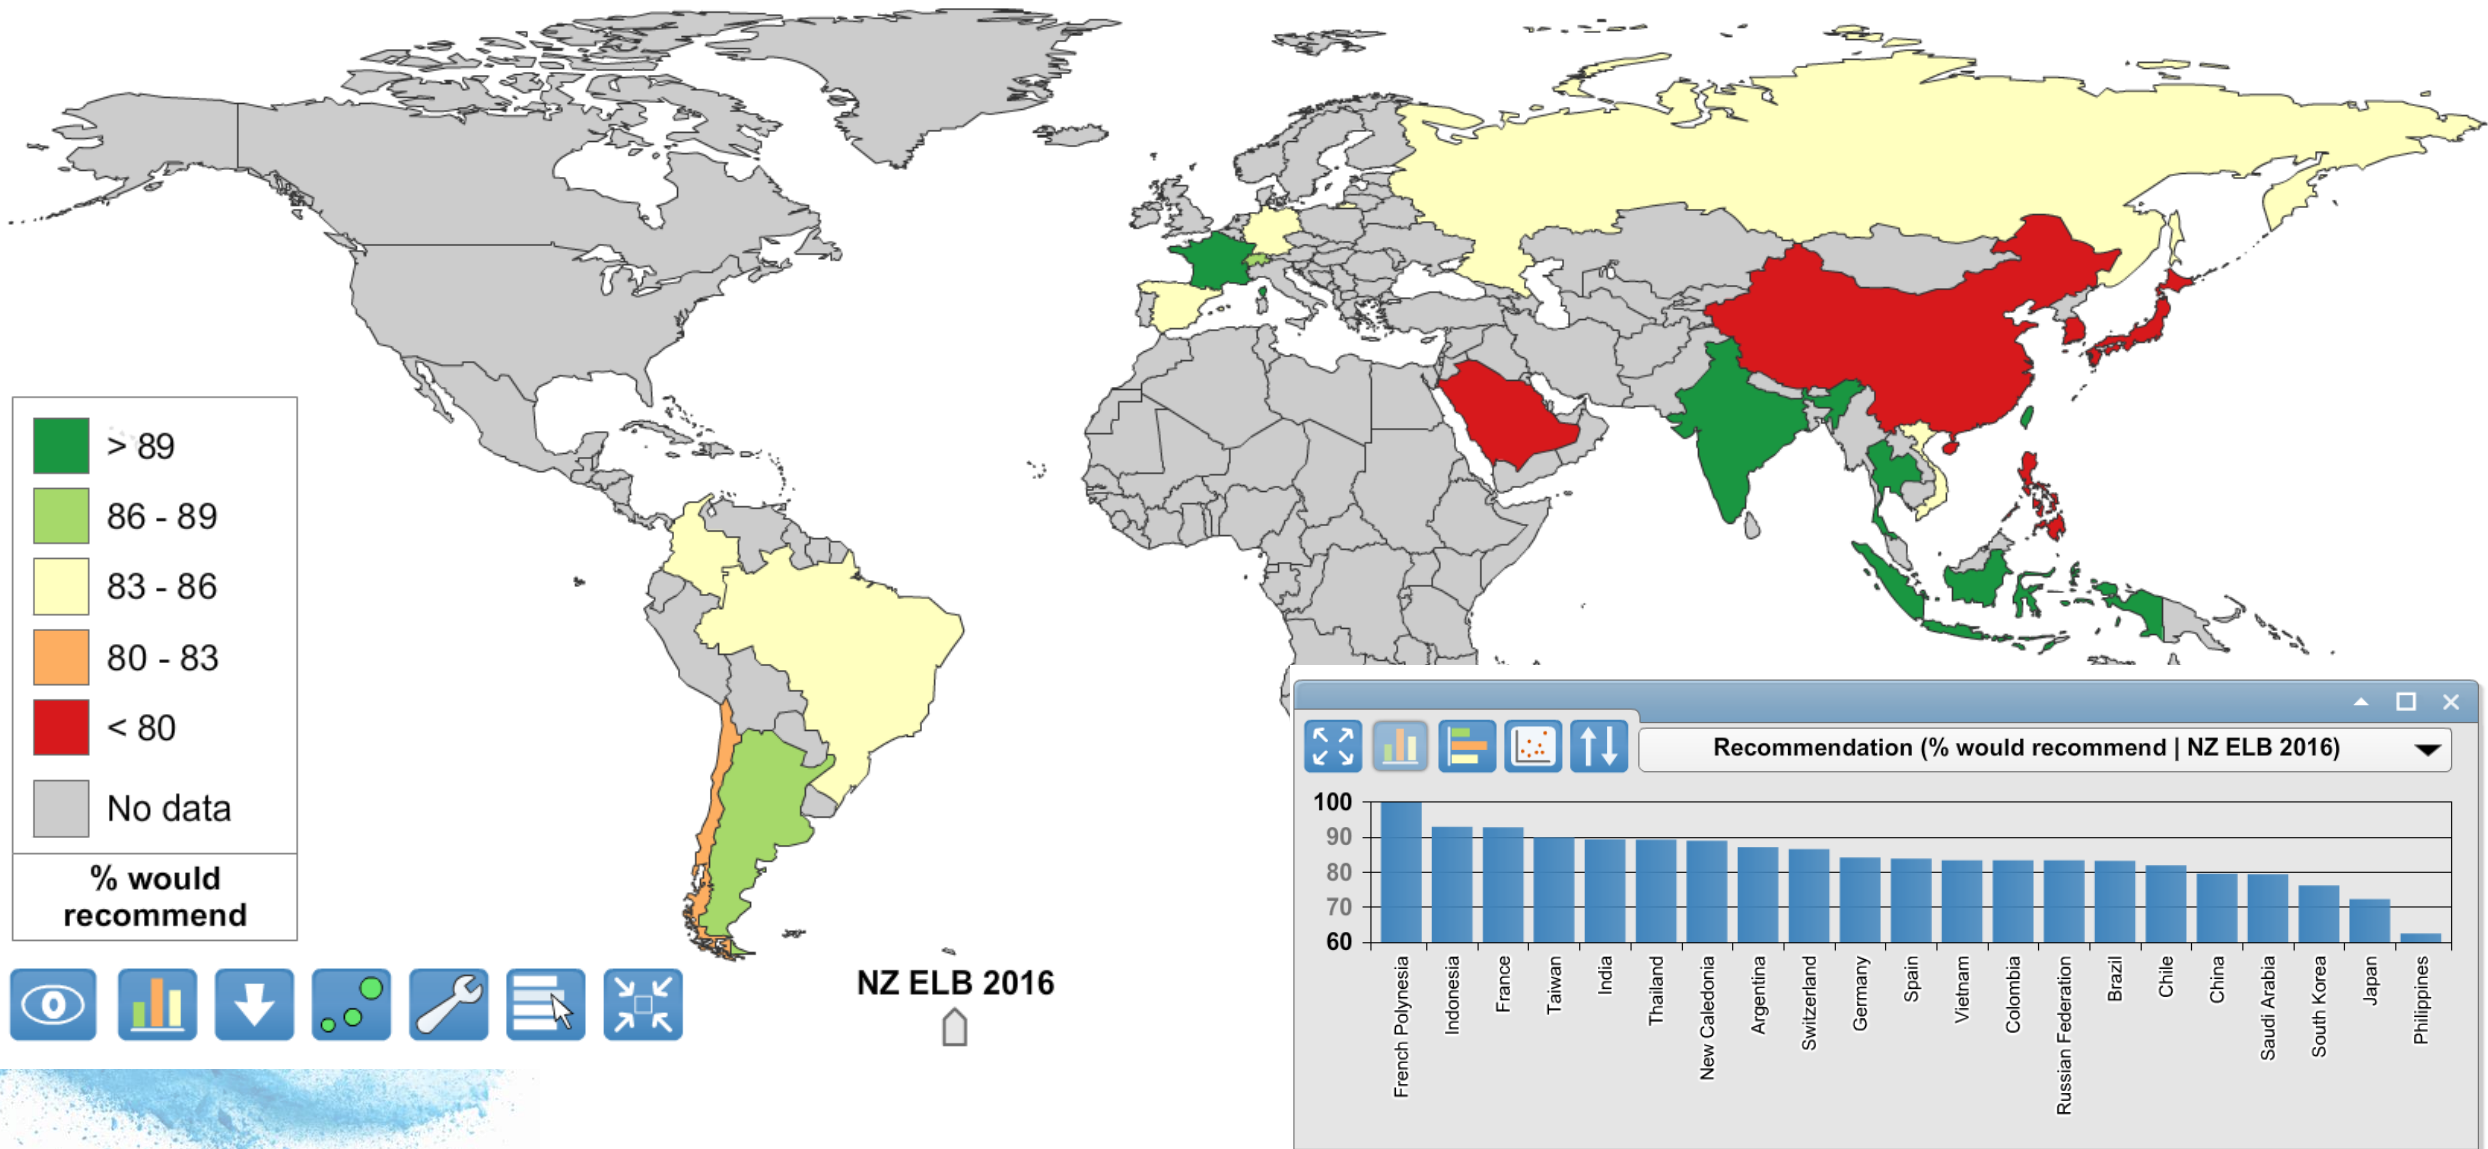 > 89
86 - 89
83 - 86
80 - 83
< 80
No data
% would
recommend
NZ ELB 2016
Recommendation (% would recommend | NZ ELB 2016)
100
90
80
70
60
French Polynesia
Indonesia
France
Taiwan
India
Thailand
New Caledonia
Argentina
Switzerland
Germany
Spain
Vietnam
Colombia
Russian Federation
Brazil
Chile
China
Saudi Arabia
South Korea
Japan
Philippines